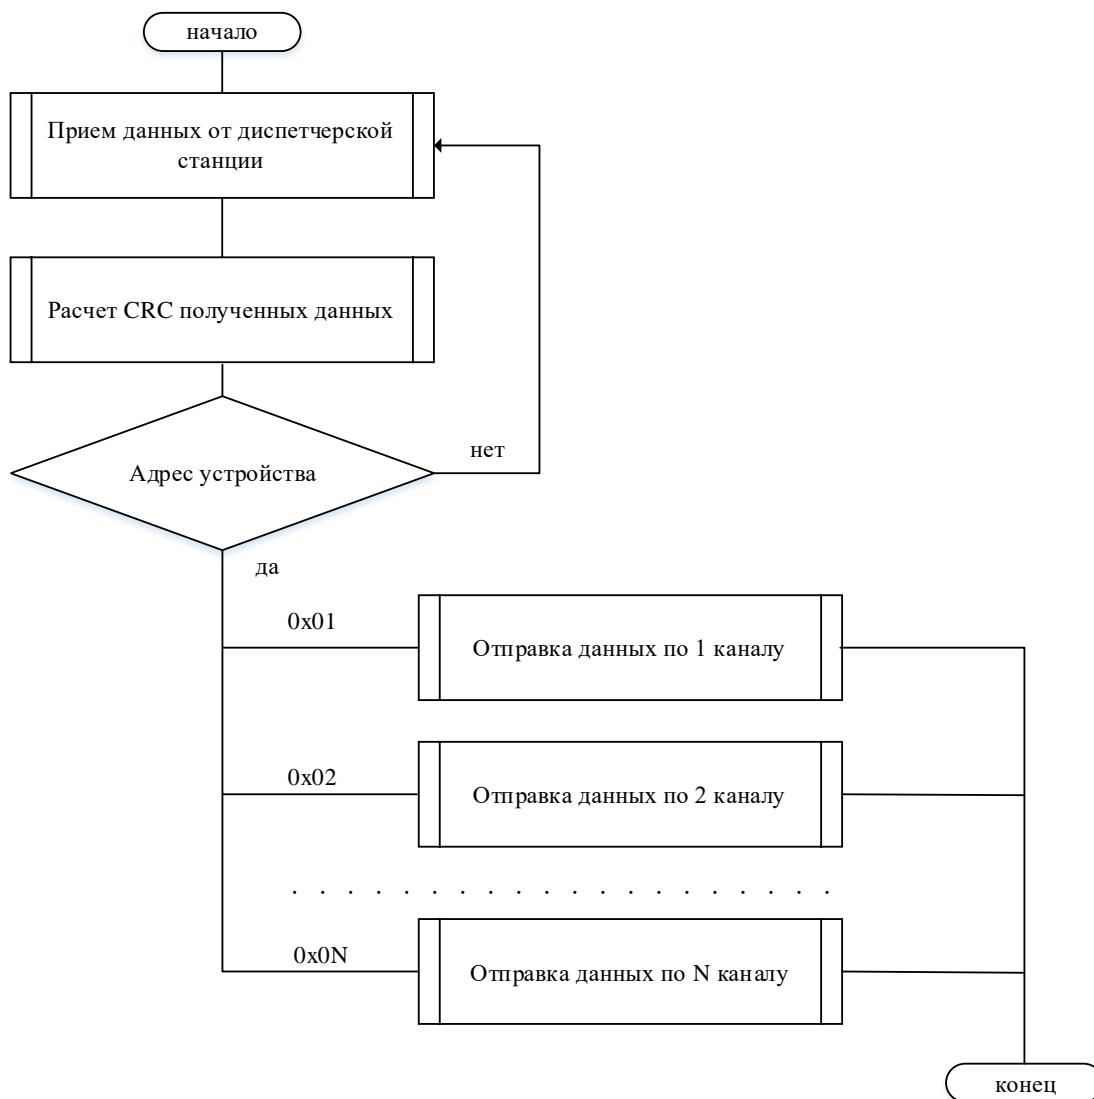 начало
Прием данных от диспетчерской
станции
Расчет CRC полученных данных
Адрес устройства
нет
да
0x01
Отправка данных по 1 каналу
0x02
Отправка данных по 2 каналу
. . . . . . . . . . . . . . . . . . . .
0x0N
Отправка данных по N каналу
конец